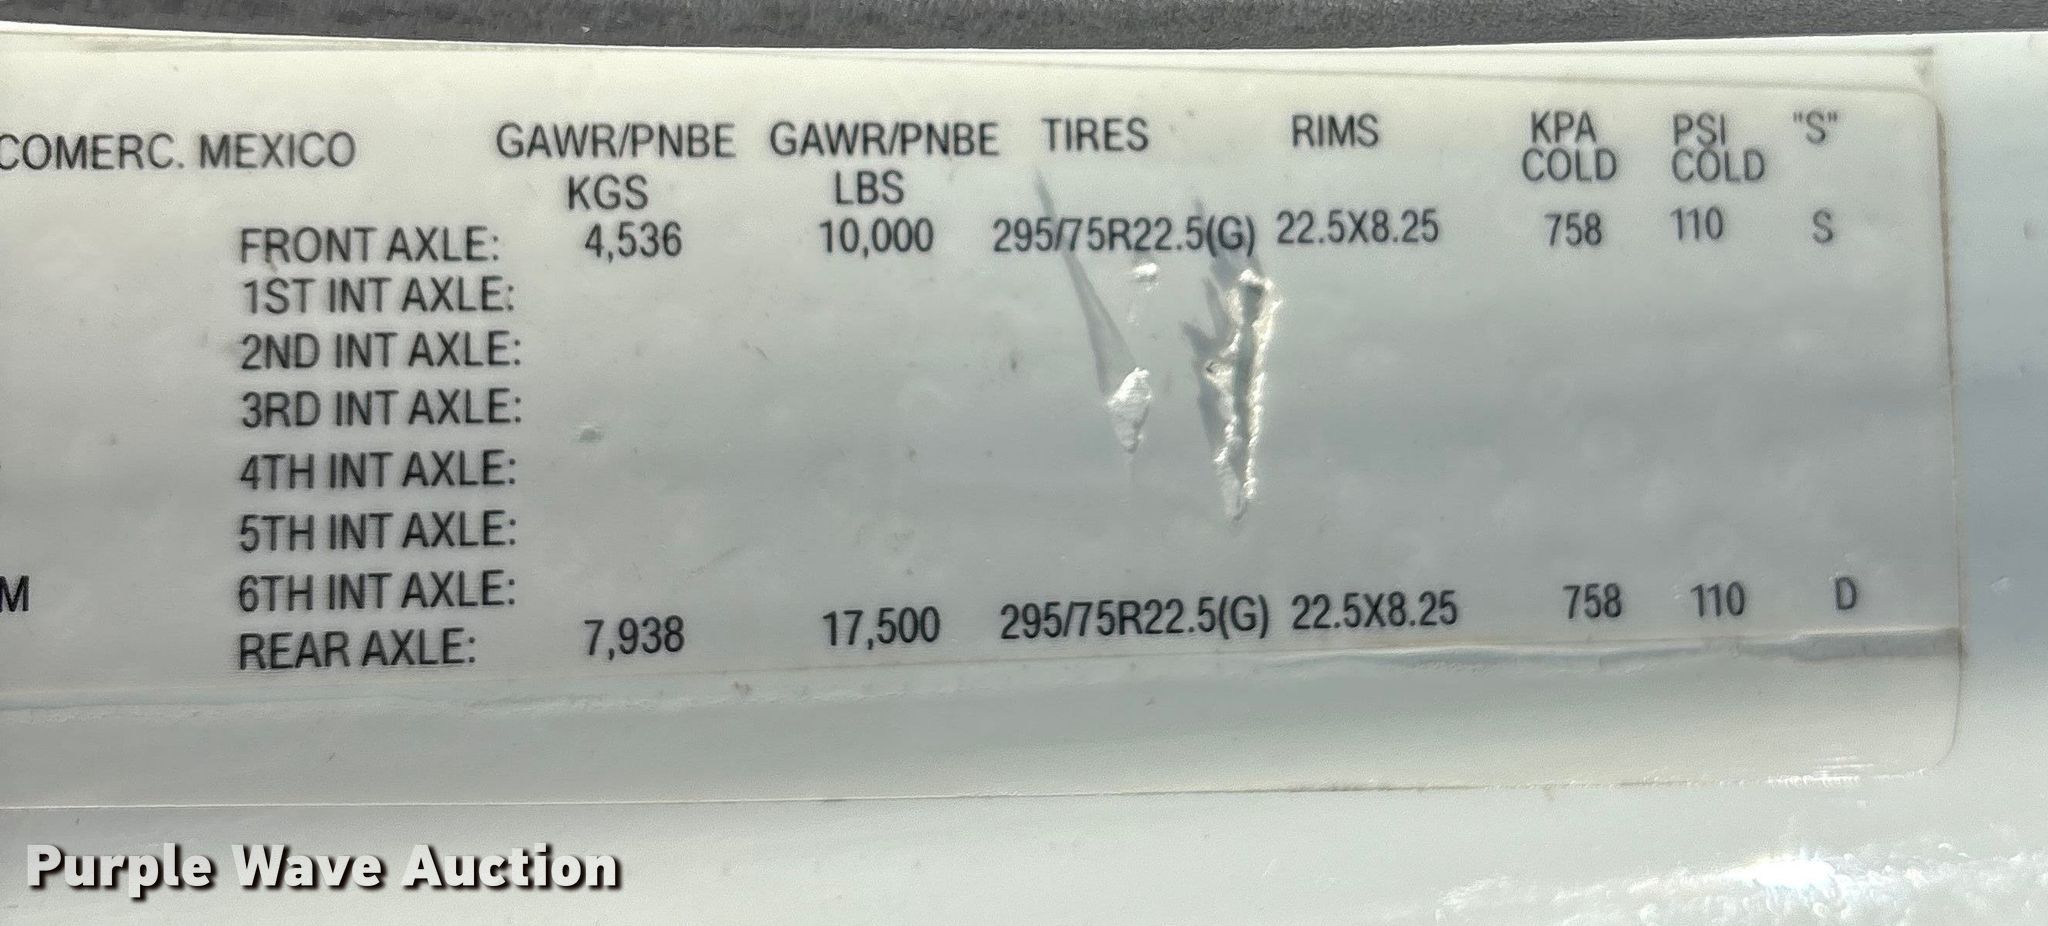 COMERC. MEXICO GAWR/PNBE GAWR/PNBE TIRES RIMS KPA PSI "S"
KGS LBS COLD COLD
FRONT AXLE: 4,536 10,000 295/75R22.5(G) 22.5X8.25 758 110 S
1ST INT AXLE:
2ND INT AXLE:
3RD INT AXLE:
4TH INT AXLE:
5TH INT AXLE:
M 6TH INT AXLE:
REAR AXLE: 7,938 17,500 295/75R22.5(G) 22.5X8.25 758 110 D
Purple Wave Auction